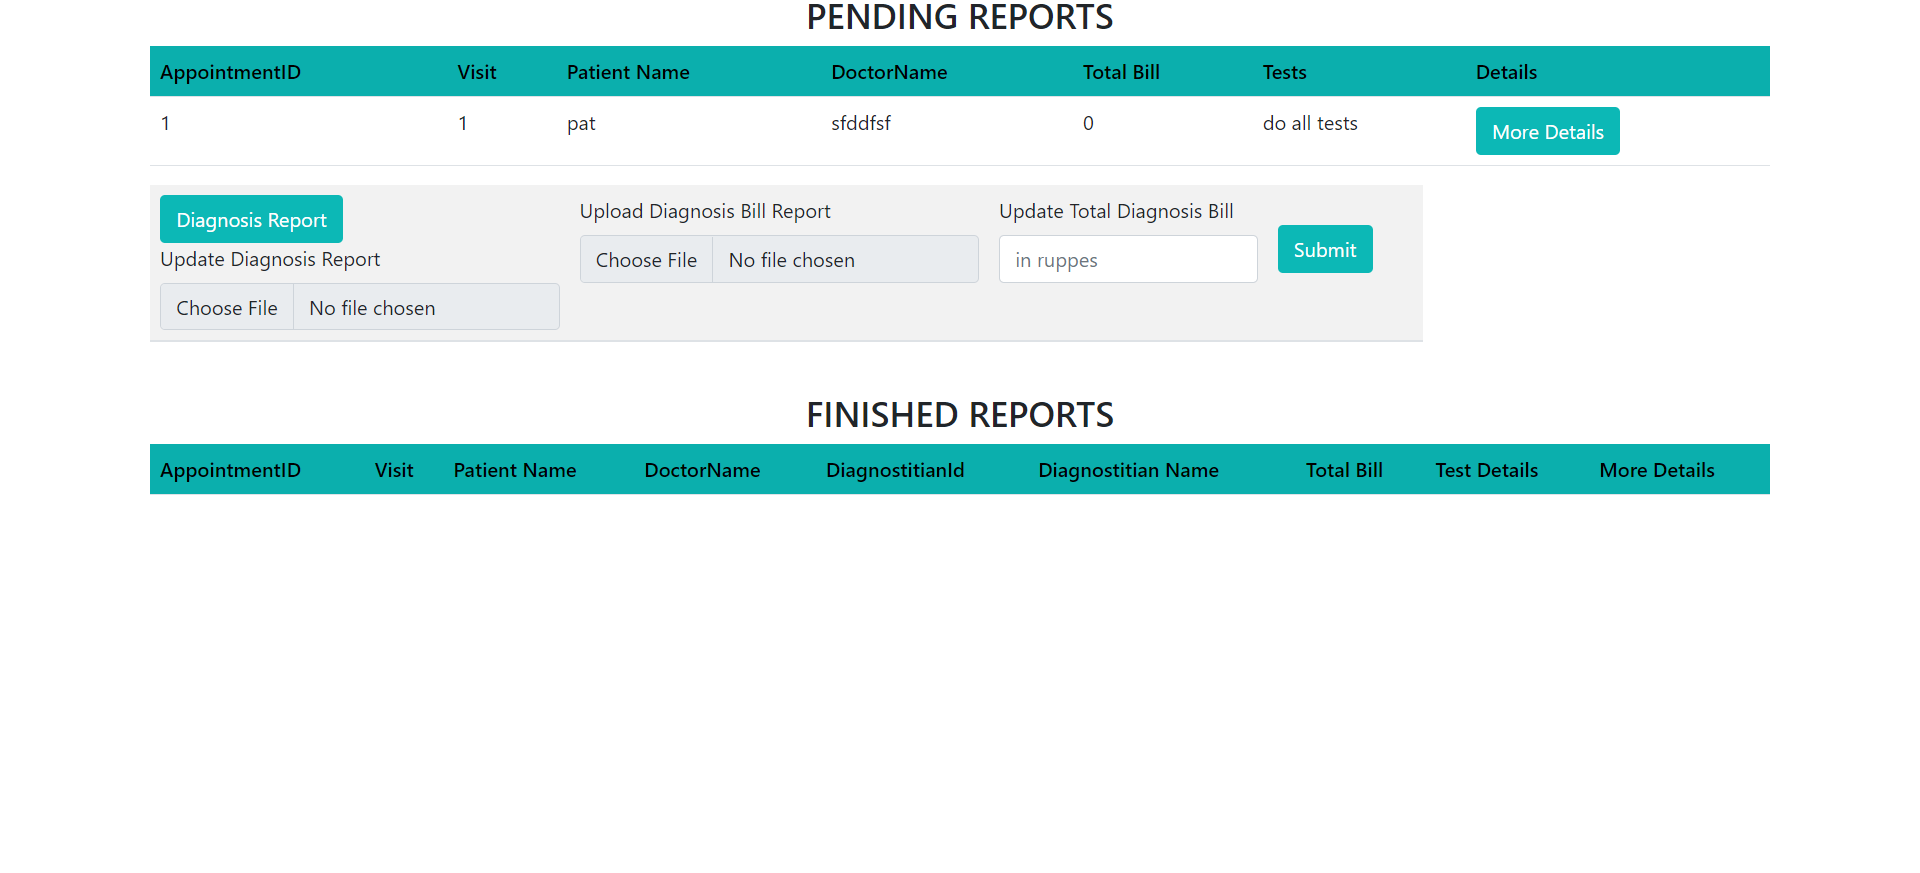 PENDING REPORTS
AppointmentID Visit Patient Name DoctorName Total Bill Tests Details
1 1 pat sfddfsf 0 do all tests More Details
Diagnosis Report
Update Diagnosis Report
Choose File No file chosen
Upload Diagnosis Bill Report
Choose File No file chosen
Update Total Diagnosis Bill
in ruppes
Submit
FINISHED REPORTS
AppointmentID Visit Patient Name DoctorName DiagnostitianId Diagnostitian Name Total Bill Test Details More Details